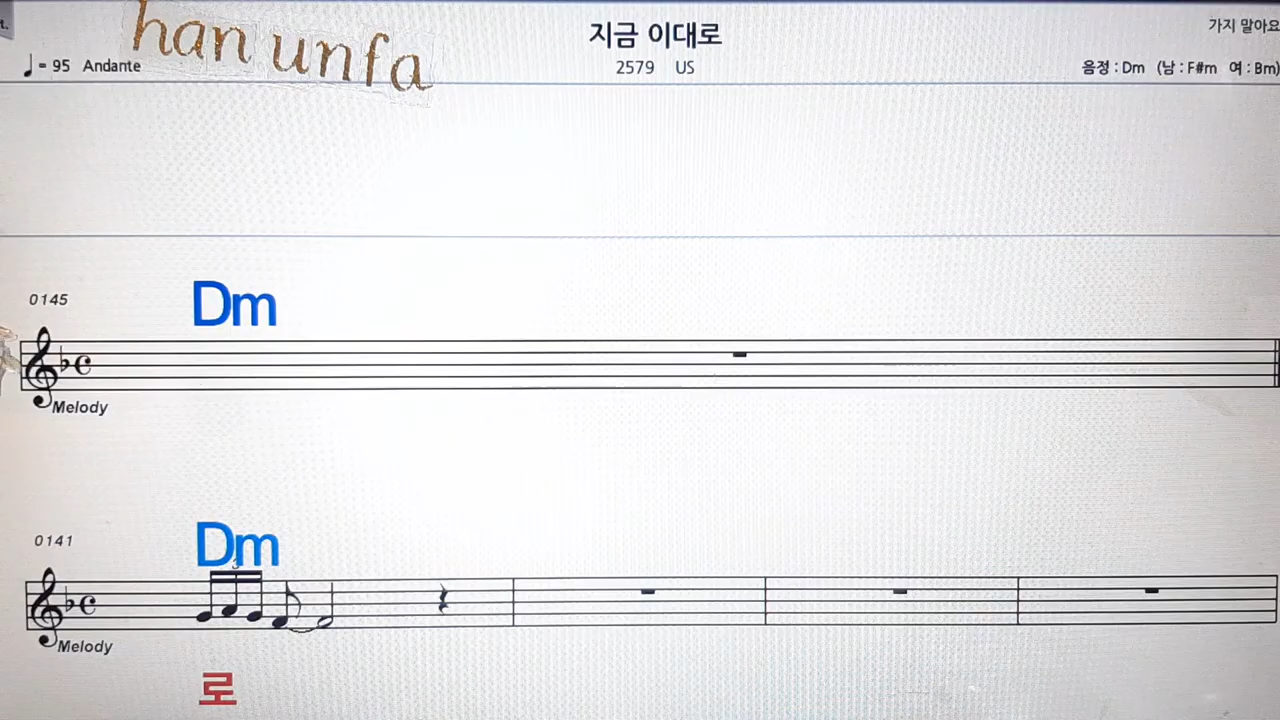 t.
han unfa
지금 이대로
가지 말아요
♩= 95 Andante
2579 US
음정 : Dm (남 : F#m 여 : Bm)
0145
Dm
Melody
0141
Dm
3
Melody
로